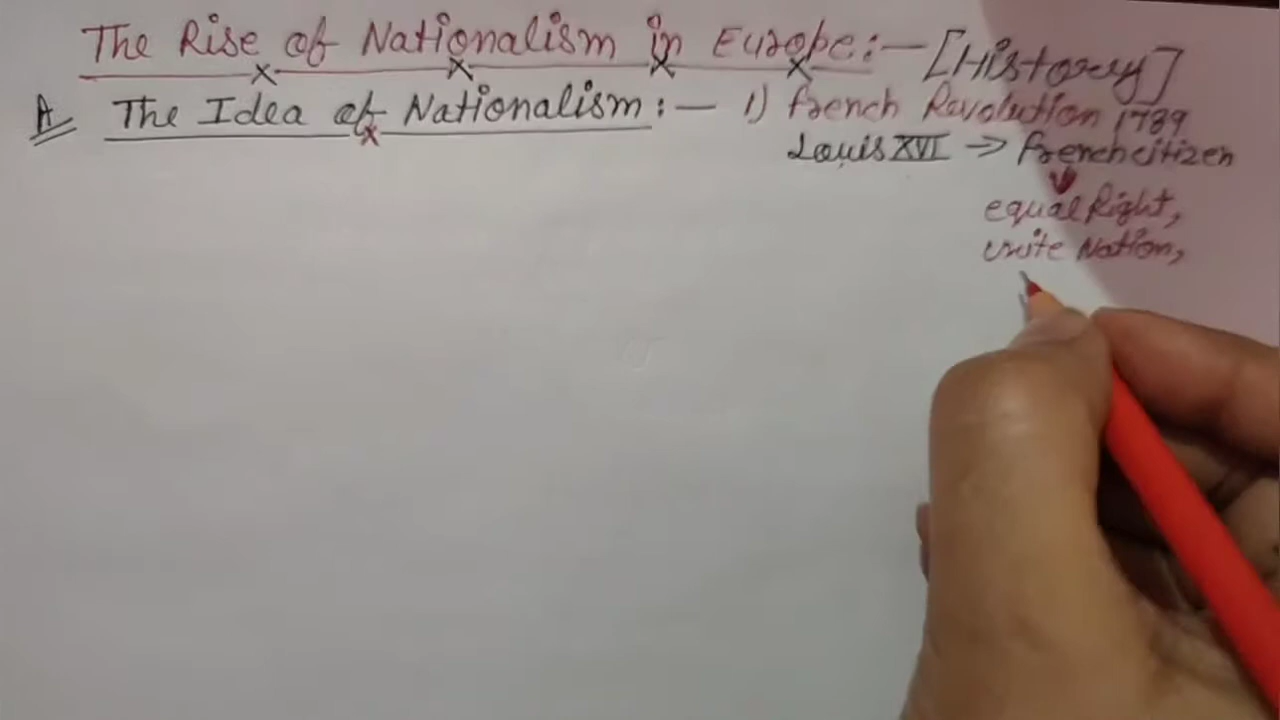 The Rise of Nationalism in Europe:- [History]
A The Idea of Nationalism:- 1) French Revolution 1789
Louis XVI → French citizen
equal Right,
unite Nation,